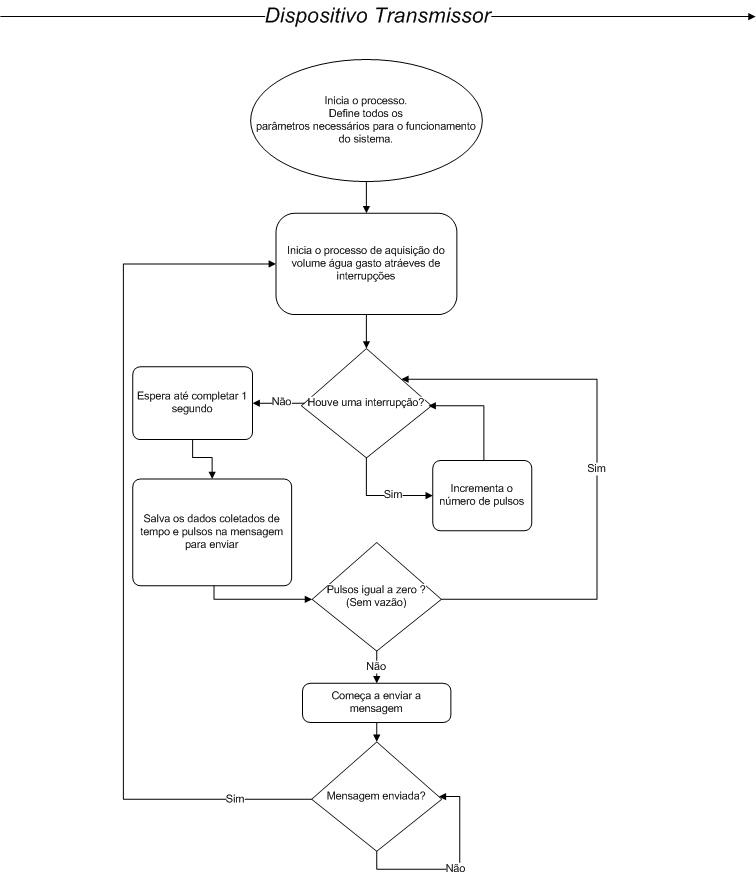 Dispositivo Transmissor
Inicia o processo.
Define todos os
parâmetros necessários para o funcionamento
do sistema.
Inicia o processo de aquisição do
volume água gasto atráeves de
interrupções
Houve uma interrupção?
Não
Espera até completar 1
segundo
Sim
Incrementa o
número de pulsos
Sim
Salva os dados coletados de
tempo e pulsos na mensagem
para enviar
Pulsos igual a zero ?
(Sem vazão)
Não
Começa a enviar a
mensagem
Mensagem enviada?
Sim
Não